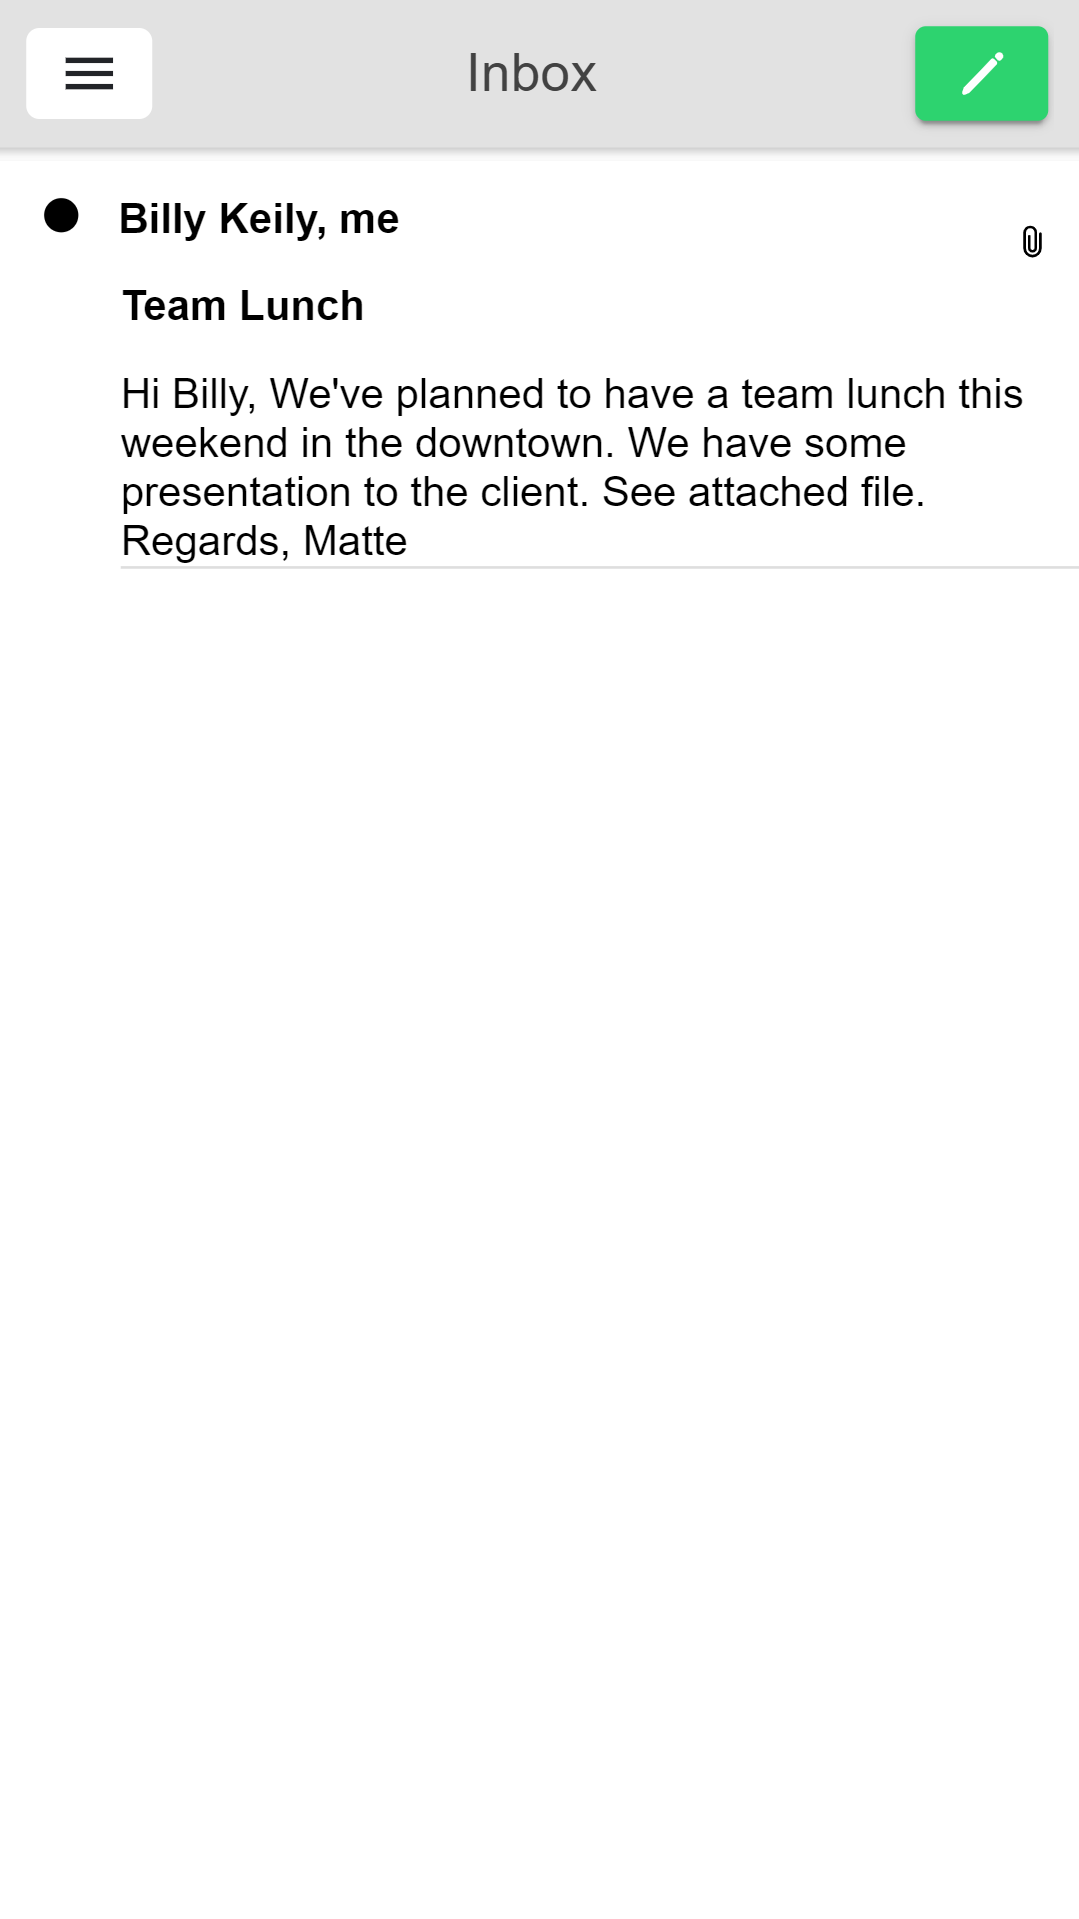 Inbox
Billy Keily, me
Team Lunch
Hi Billy, We've planned to have a team lunch this
weekend in the downtown. We have some
presentation to the client. See attached file.
Regards, Matte